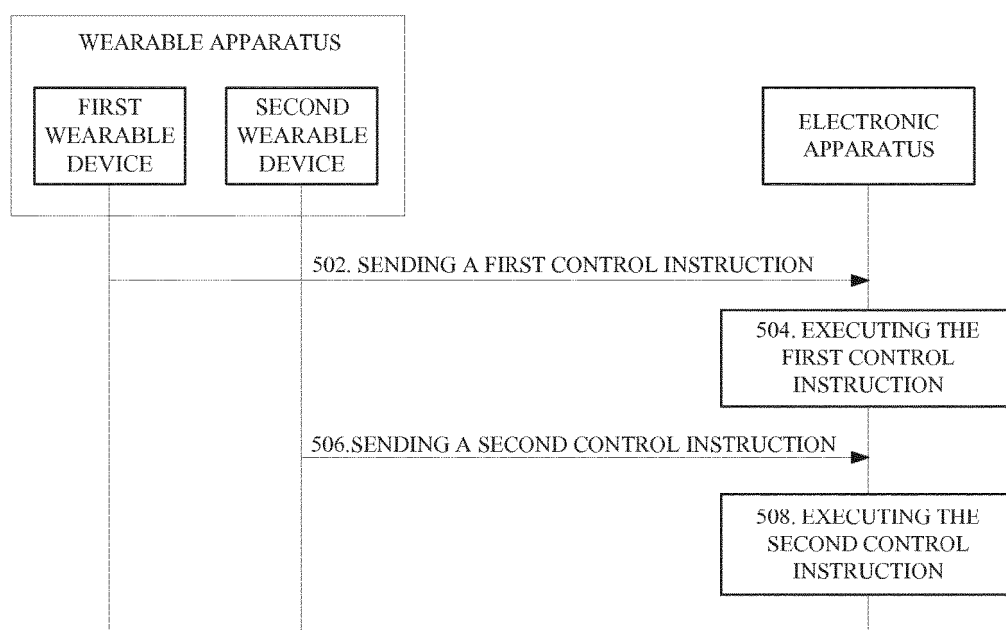 WEARABLE APPARATUS
FIRST
WEARABLE
DEVICE
SECOND
WEARABLE
DEVICE
ELECTRONIC
APPARATUS
502. SENDING A FIRST CONTROL INSTRUCTION
504. EXECUTING THE
FIRST CONTROL
INSTRUCTION
506.SENDING A SECOND CONTROL INSTRUCTION
508. EXECUTING THE
SECOND CONTROL
INSTRUCTION